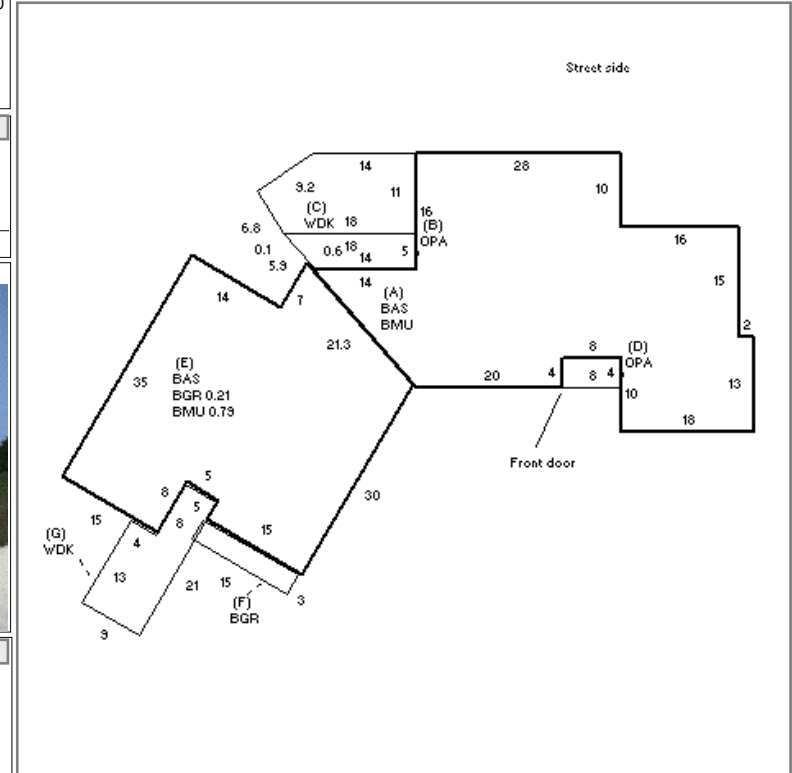 Street side
14
28
9.2
11
10
(C)
WDK
18
16
(B)
OPA
6.8
16
0.1
0.6
18
5
5.9
14
15
14
7
14
(A)
BAS
BMU
2
21.3
8
(D)
OPA
(E)
BAS
BGR 0.21
BMU 0.79
35
20
4
8
4
13
10
18
Front door
5
8
5
30
15
8
15
(G)
WDK
4
13
21
15
3
(F)
BGR
9